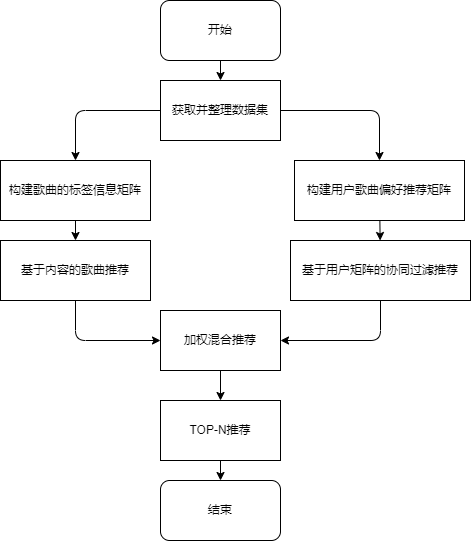 开始
获取并整理数据集
构建歌曲的标签信息矩阵
构建用户歌曲偏好推荐矩阵
基于内容的歌曲推荐
基于用户矩阵的协同过滤推荐
加权混合推荐
TOP-N推荐
结束